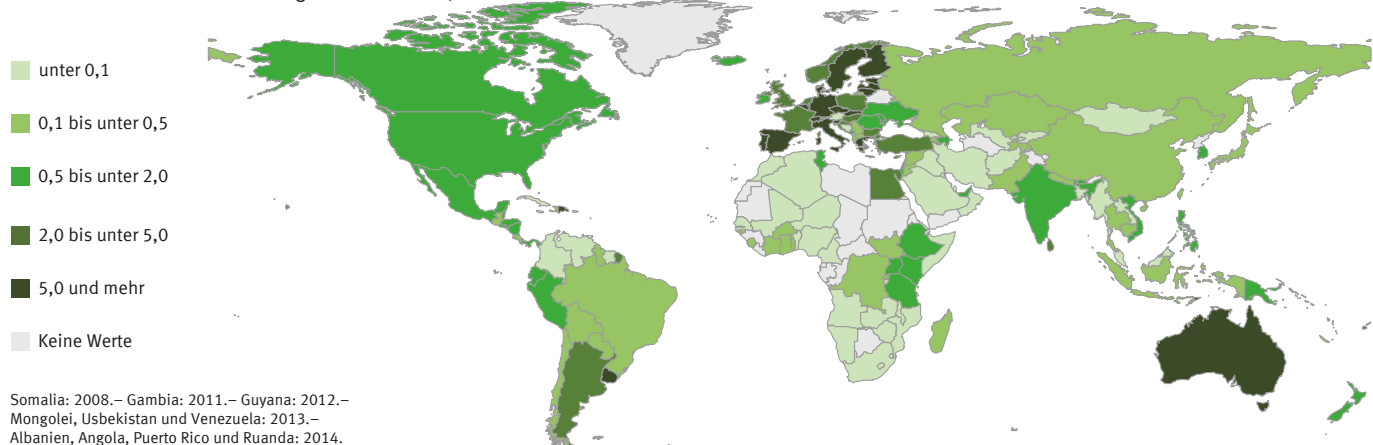 unter 0,1
0,1 bis unter 0,5
0,5 bis unter 2,0
2,0 bis unter 5,0
5,0 und mehr
Keine Werte
Somalia: 2008.– Gambia: 2011.– Guyana: 2012.–
Mongolei, Usbekistan und Venezuela: 2013.–
Albanien, Angola, Puerto Rico und Ruanda: 2014.